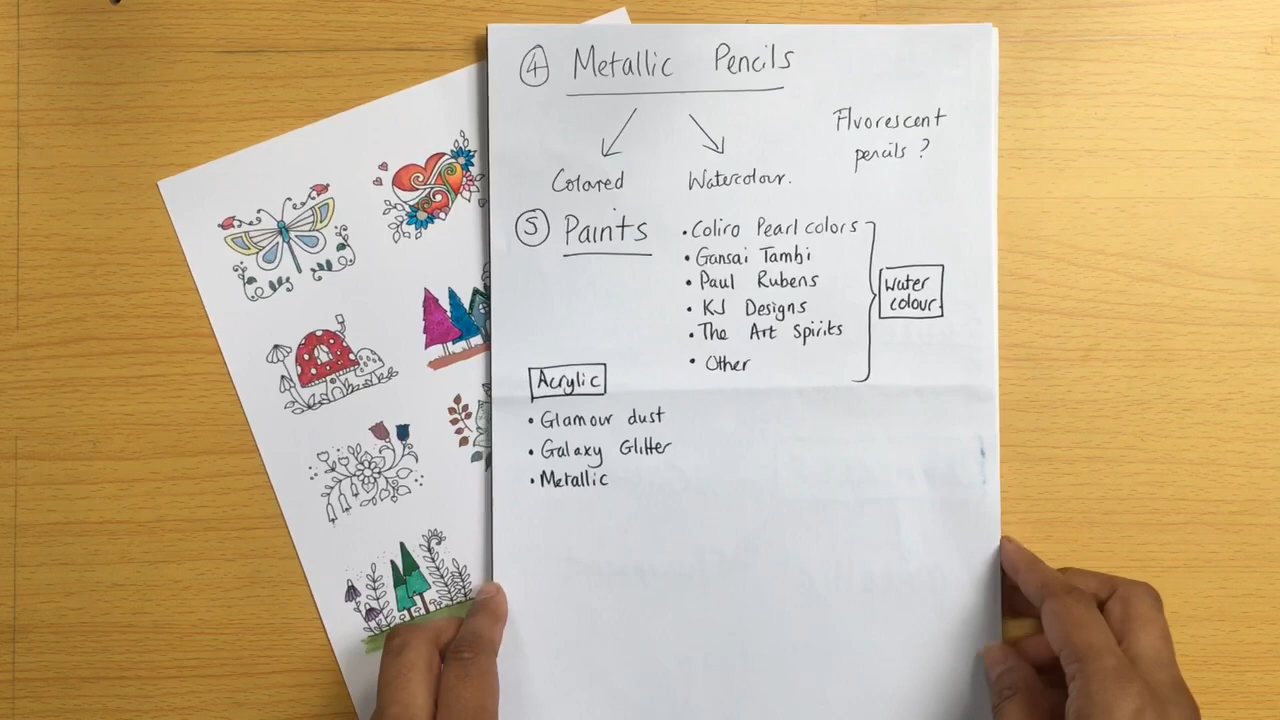 ④ Metallic Pencils
Fluorescent
pencils ?
Colared
Watercolour.
⑤ Paints
• Coliro Pearl colors
• Gansai Tambi
• Paul Rubens
• KJ Designs
• The Art Spirits
• Other
Water
colour.
Acrylic
• Glamour dust
• Galaxy Glitter
• Metallic